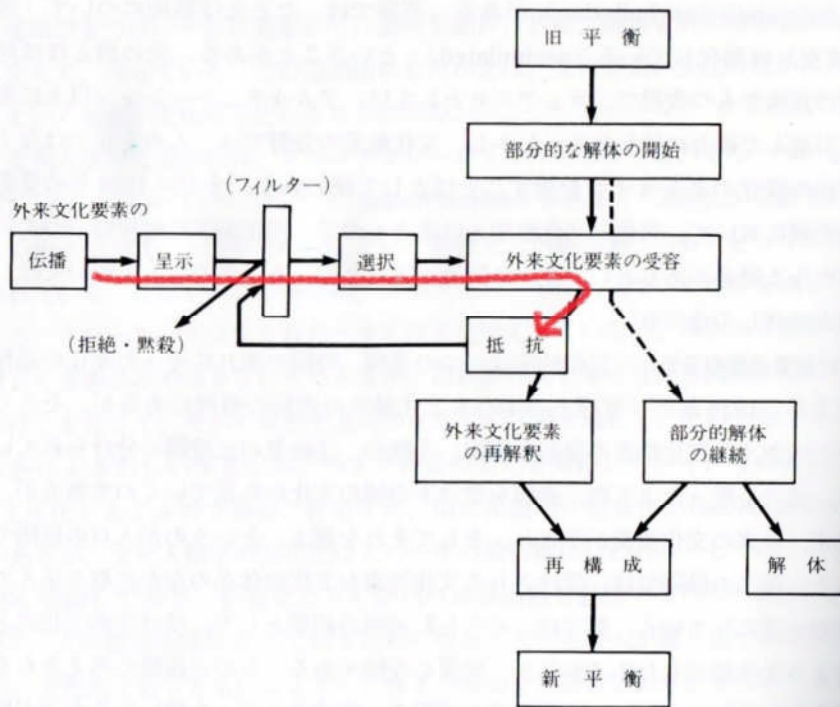 旧平衡
部分的な解体の開始
(フィルター)
外来文化要素の
伝播
呈示
選択
外来文化要素の受容
(拒絶・黙殺)
抵抗
外来文化要素
の再解釈
部分的解体
の継続
再構成
解体
新平衡